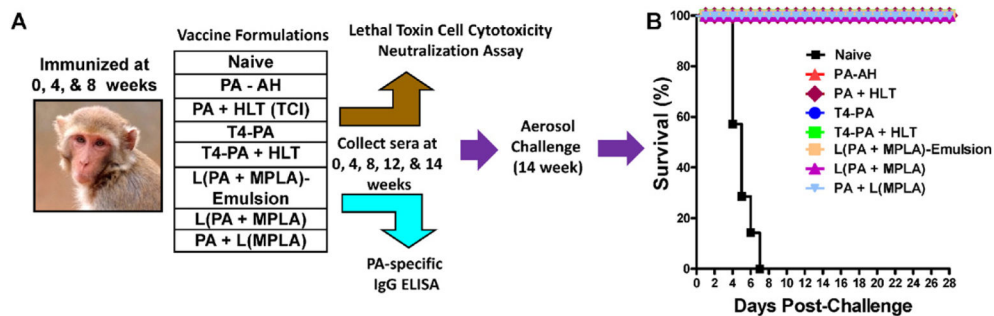 A
Immunized at
0, 4, & 8 weeks
Vaccine Formulations
Naive
PA - AH
PA + HLT (TCI)
T4-PA
T4-PA + HLT
L(PA + MPLA)-
Emulsion
L(PA + MPLA)
PA + L(MPLA)
Lethal Toxin Cell Cytotoxicity
Neutralization Assay
Collect sera at
0, 4, 8, 12, & 14
weeks
PA-specific
IgG ELISA
Aerosol
Challenge
(14 week)
B
Survival (%)
100
80
60
40
20
0
Naive
PA-AH
PA + HLT
T4-PA
T4-PA + HLT
L(PA + MPLA)-Emulsion
L(PA + MPLA)
PA + L(MPLA)
0 2 4 6 8 10 12 14 16 18 20 22 24 26 28
Days Post-Challenge